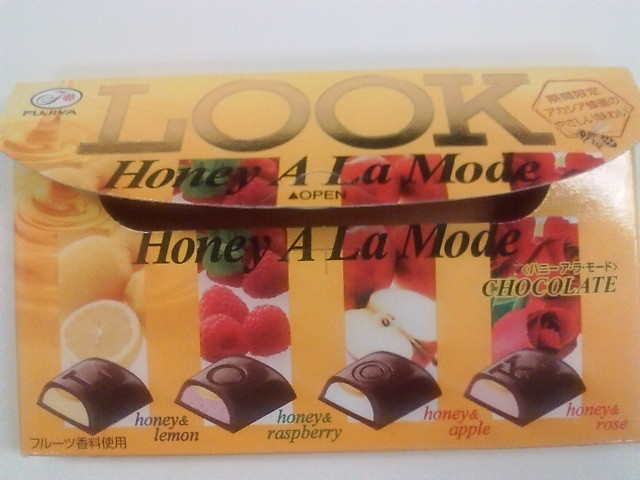 FUJIYA
LOOK
期間限定
アカシア蜂蜜の
やさしい味わい
Honey A La Mode
▲OPEN
Honey A La Mode
〈ハニー・ア・ラ・モード〉
CHOCOLATE
L
O
O
K
honey&
lemon
honey&
raspberry
honey&
apple
honey&
rose
フルーツ香料使用